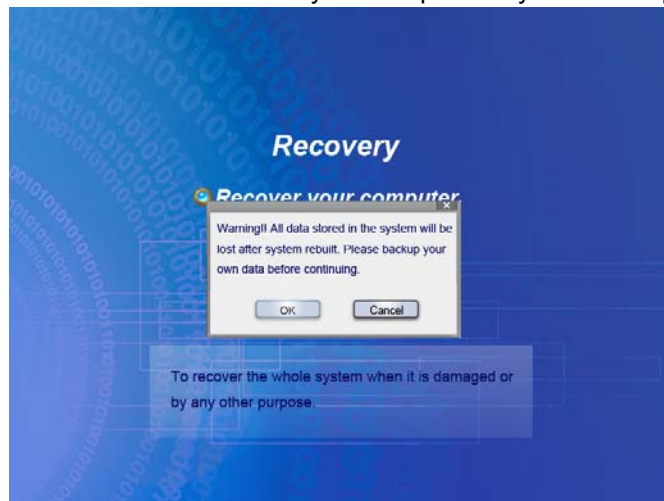 Recovery
Recover your computer
Warning!! All data stored in the system will be
lost after system rebuilt. Please backup your
own data before continuing.
OK Cancel
To recover the whole system when it is damaged or
by any other purpose.